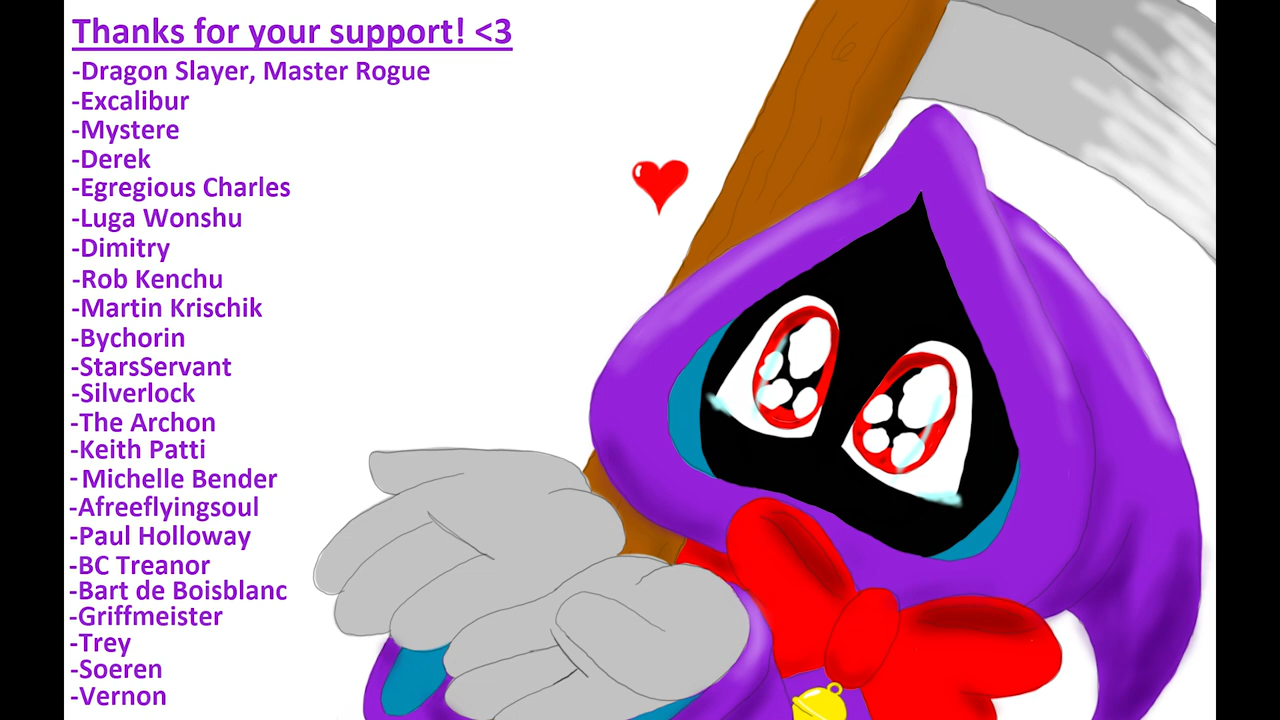 Thanks for your support! <3
-Dragon Slayer, Master Rogue
-Excalibur
-Mystere
-Derek
-Egregious Charles
-Luga Wonshu
-Dimitry
-Rob Kenchu
-Martin Krischik
-Bychorin
-StarsServant
-Silverlock
-The Archon
-Keith Patti
-Michelle Bender
-Afreeflyingsoul
-Paul Holloway
-BC Treanor
-Bart de Boisblanc
-Griffmeister
-Trey
-Soeren
-Vernon